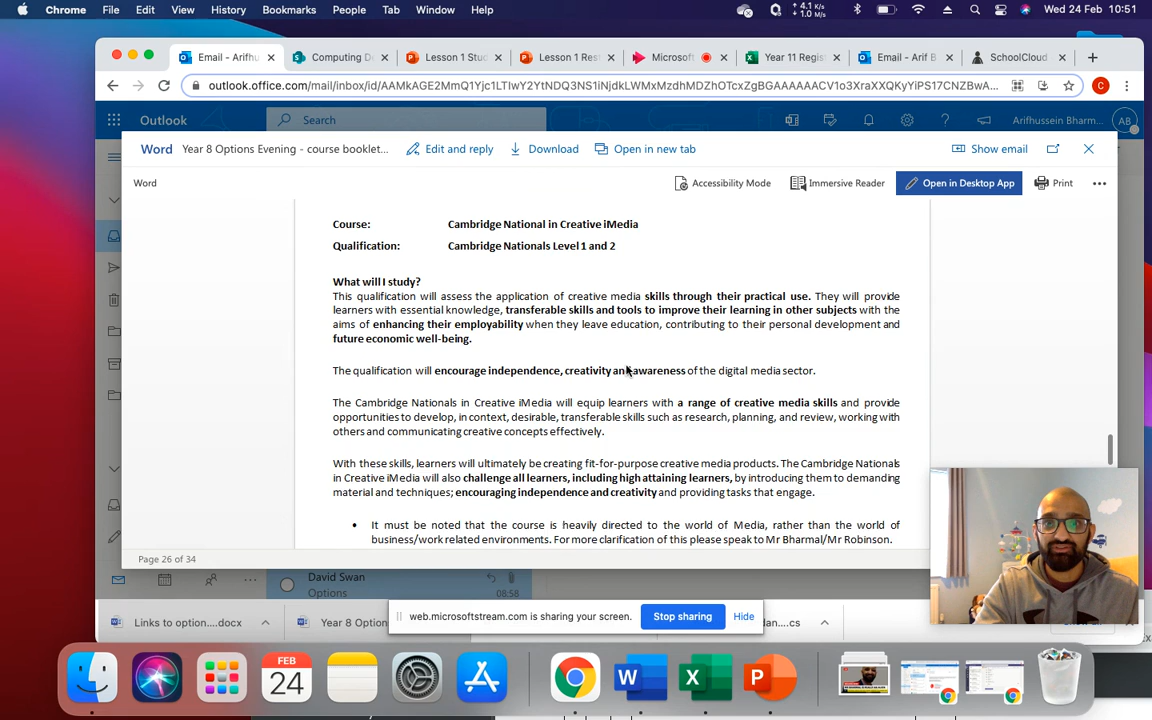 Chrome File Edit View History Bookmarks People Tab Window Help
4.1 K/s
1.0 M/s
Wed 24 Feb 10:51
Email - Arifhu
Computing D
Lesson 1 Stud
Lesson 1 Res
Microsoft
Year 11 Regis
Email - Arif B
SchoolCloud
outlook.office.com/mail/inbox/id/
C
Outlook
Search
Arifhussein Bharm...
AB
Word Year 8 Options Evening - course booklet... Edit and reply Download Open in new tab Show email
Word Accessibility Mode Immersive Reader Open in Desktop App Print
Course: Cambridge National in Creative iMedia
Qualification: Cambridge Nationals Level 1 and 2
What will I study?
This qualification will assess the application of creative media skills through their practical use. They will provide
learners with essential knowledge, transferable skills and tools to improve their learning in other subjects with the
aims of enhancing their employability when they leave education, contributing to their personal development and
future economic well-being.
The qualification will encourage independence, creativity and awareness of the digital media sector.
The Cambridge Nationals in Creative iMedia will equip learners with a range of creative media skills and provide
opportunities to develop, in context, desirable, transferable skills such as research, planning, and review, working with
others and communicating creative concepts effectively.
With these skills, learners will ultimately be creating fit-for-purpose creative media products. The Cambridge Nationals
in Creative iMedia will also challenge all learners, including high attaining learners, by introducing them to demanding
material and techniques; encouraging independence and creativity and providing tasks that engage.
• It must be noted that the course is heavily directed to the world of Media, rather than the world of
business/work related environments. For more clarification of this please speak to Mr Bharmal/Mr Robinson.
Page 26 of 34
David Swan
Options
08:58
web.microsoftstream.com is sharing your screen. Stop sharing Hide
Links to option....docx
Year 8 Option
an....cs
FEB
24
W
X
P